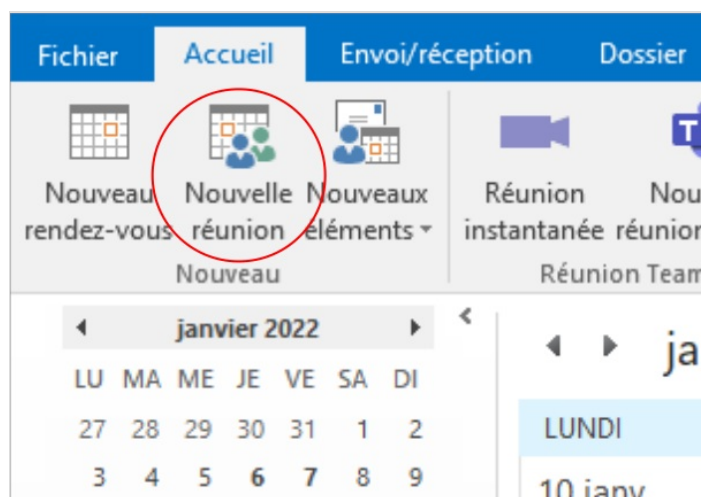 Fichier Accueil Envoi/réception Dossier
Nouveau Nouvelle Nouveaux Réunion
rendez-vous réunion éléments instantanée
Nouveau Réunion
janvier 2022
LU MA ME JE VE SA DI
27 28 29 30 31 1 2
LUNDI
3 4 5 6 7 8 9